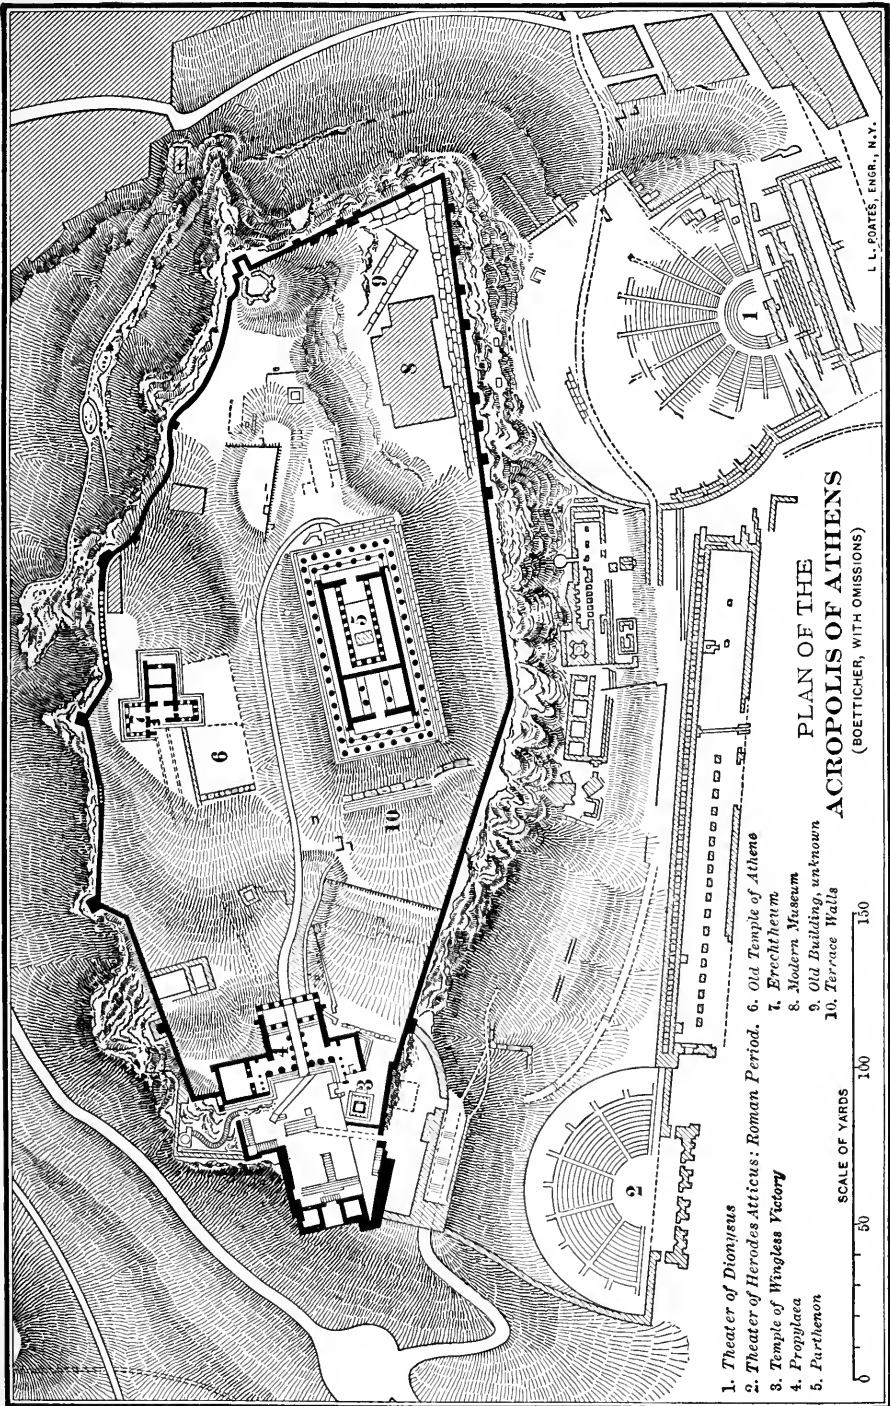 9
8
1
6
5
10
3
2
L. L. POATES, ENGR., N.Y.
PLAN OF THE
ACROPOLIS OF ATHENS
(BOETTICHER, WITH OMISSIONS)
1. Theater of Dionysus
2. Theater of Herodes Atticus: Roman Period.
3. Temple of Wingless Victory
4. Propylaea
5. Parthenon
6. Old Temple of Athene
7. Erechtheum
8. Modern Museum
9. Old Building, unknown
10. Terrace Walls
SCALE OF YARDS
0 50 100 150